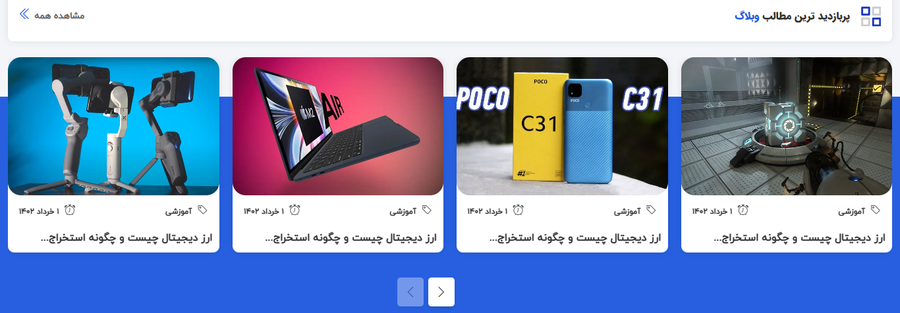 پربازدید ترین مطالب وبلاگ
مشاهده همه
POCO
C31
POCO
C31
AIR
M2
آموزشی
۱ خرداد ۱۴۰۲
آموزشی
۱ خرداد ۱۴۰۲
آموزشی
۱ خرداد ۱۴۰۲
آموزشی
۱ خرداد ۱۴۰۲
ارز دیجیتال چیست و چگونه استخراج...
ارز دیجیتال چیست و چگونه استخراج...
ارز دیجیتال چیست و چگونه استخراج...
ارز دیجیتال چیست و چگونه استخراج...